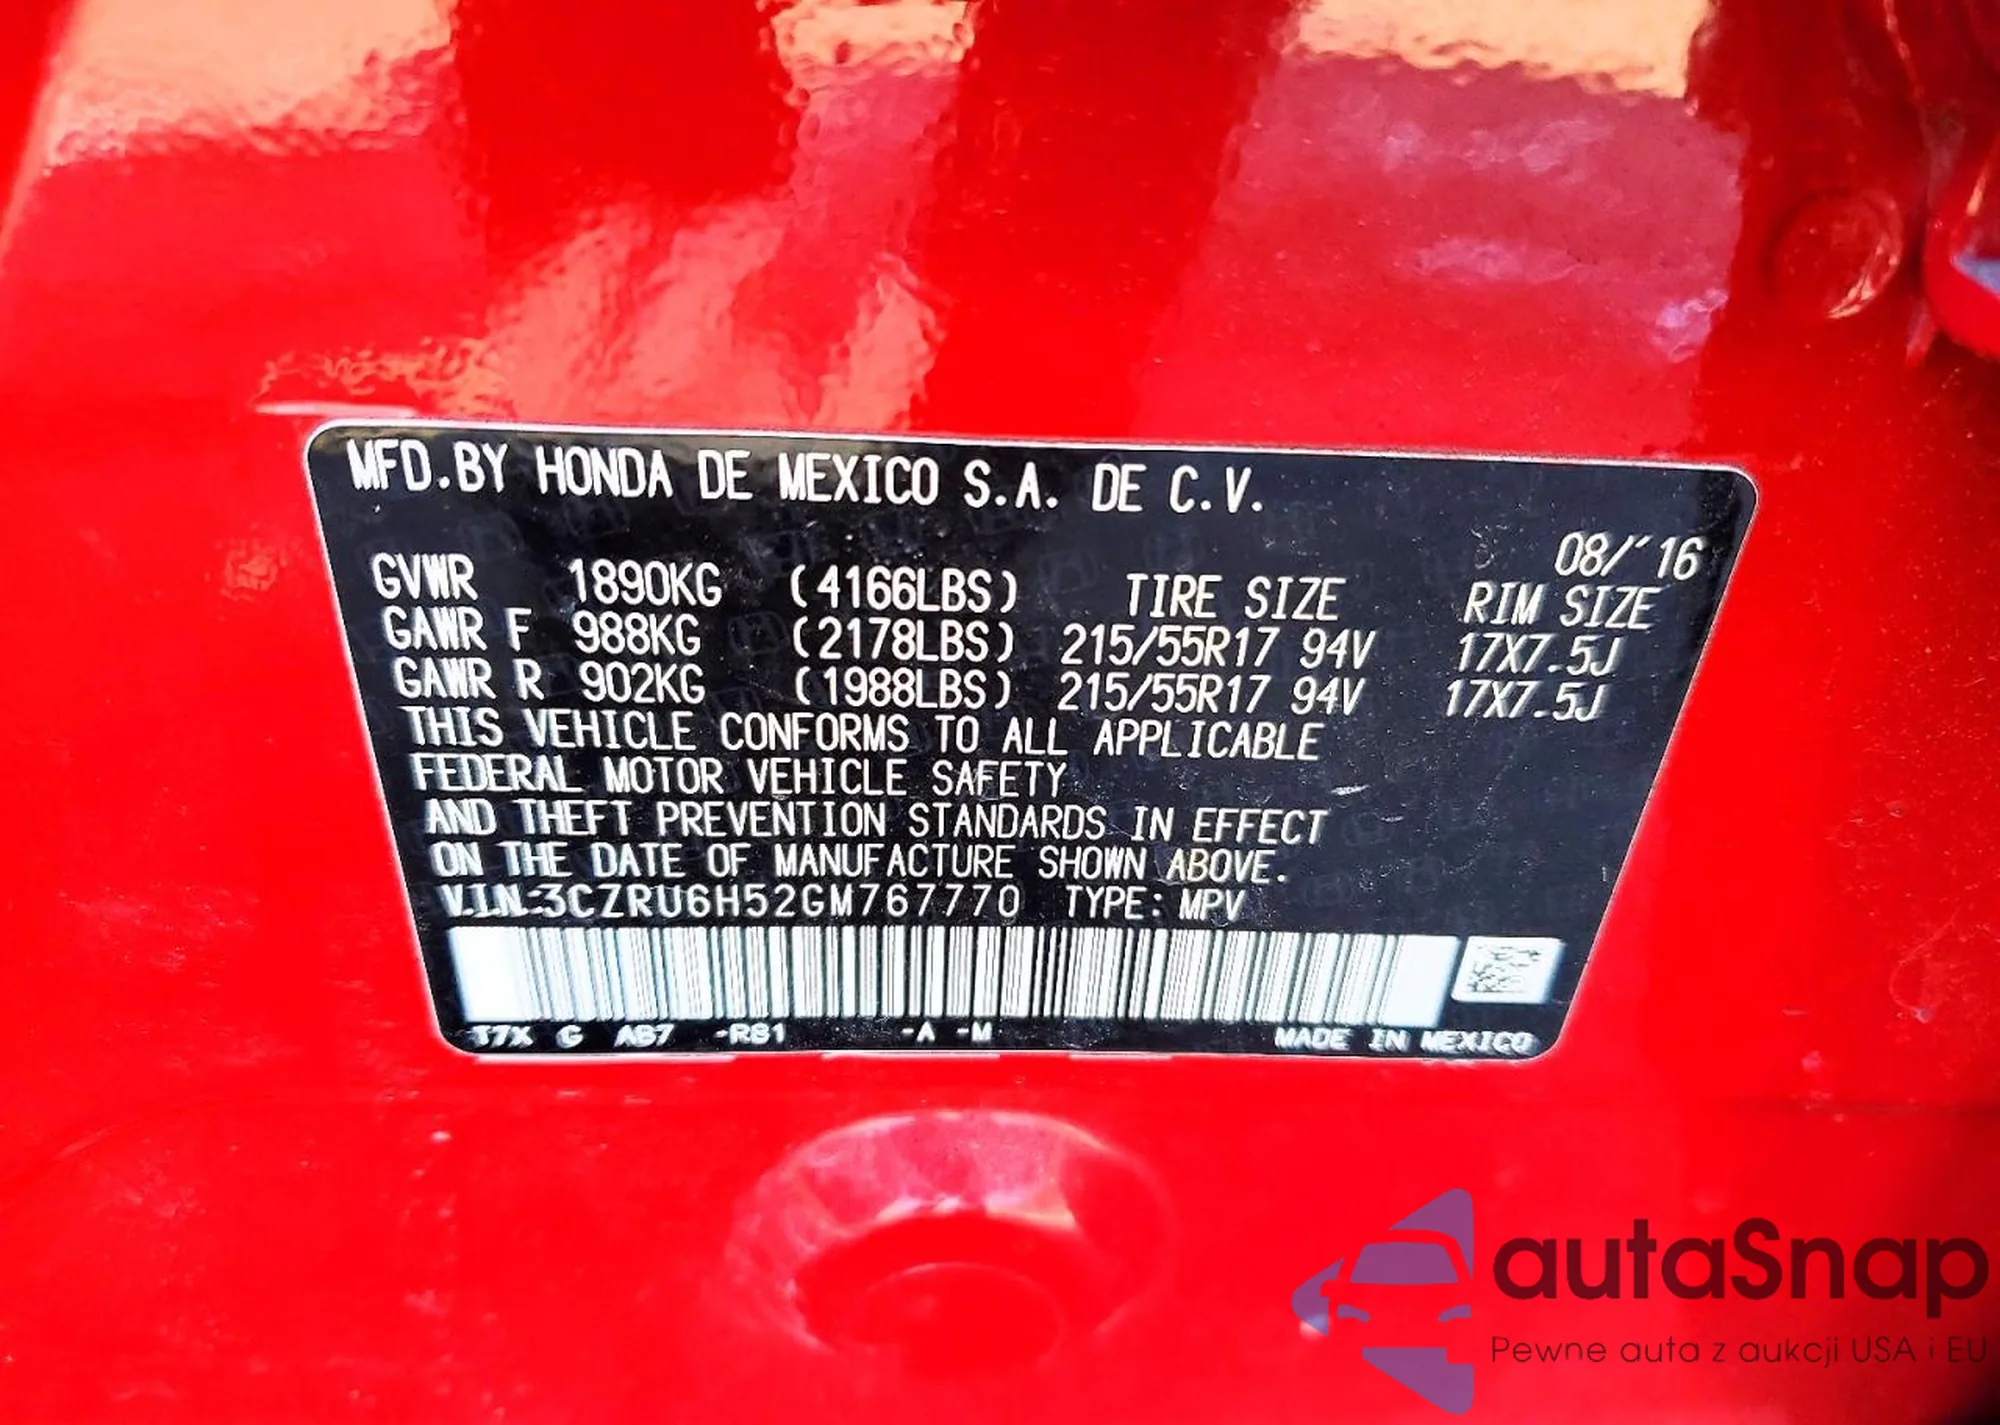 MFD.BY HONDA DE MEXICO S.A. DE C.V.
08/'16
GVWR 1890KG (4166LBS) TIRE SIZE RIM SIZE
GAWR F 988KG (2178LBS) 215/55R17 94V 17X7.5J
GAWR R 902KG (1988LBS) 215/55R17 94V 17X7.5J
THIS VEHICLE CONFORMS TO ALL APPLICABLE
FEDERAL MOTOR VEHICLE SAFETY
AND THEFT PREVENTION STANDARDS IN EFFECT
ON THE DATE OF MANUFACTURE SHOWN ABOVE.
V.I.N:3CZRU6H52GM767770 TYPE: MPV
T7X G AB7 -R81 -A -M MADE IN MEXICO
autaSnap
Pewne auta z aukcji USA i EU